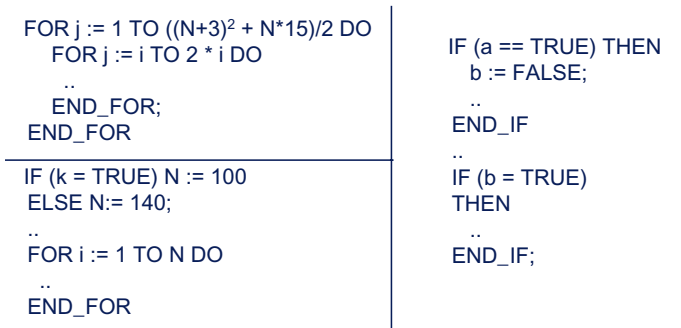 FOR j := 1 TO ((N+3)² + N*15)/2 DO
FOR j := i TO 2 * i DO
..
END_FOR;
END_FOR
IF (k = TRUE) N := 100
ELSE N:= 140;
..
FOR i := 1 TO N DO
..
END_FOR
IF (a == TRUE) THEN
b := FALSE;
..
END_IF
..
IF (b = TRUE)
THEN
..
END_IF;